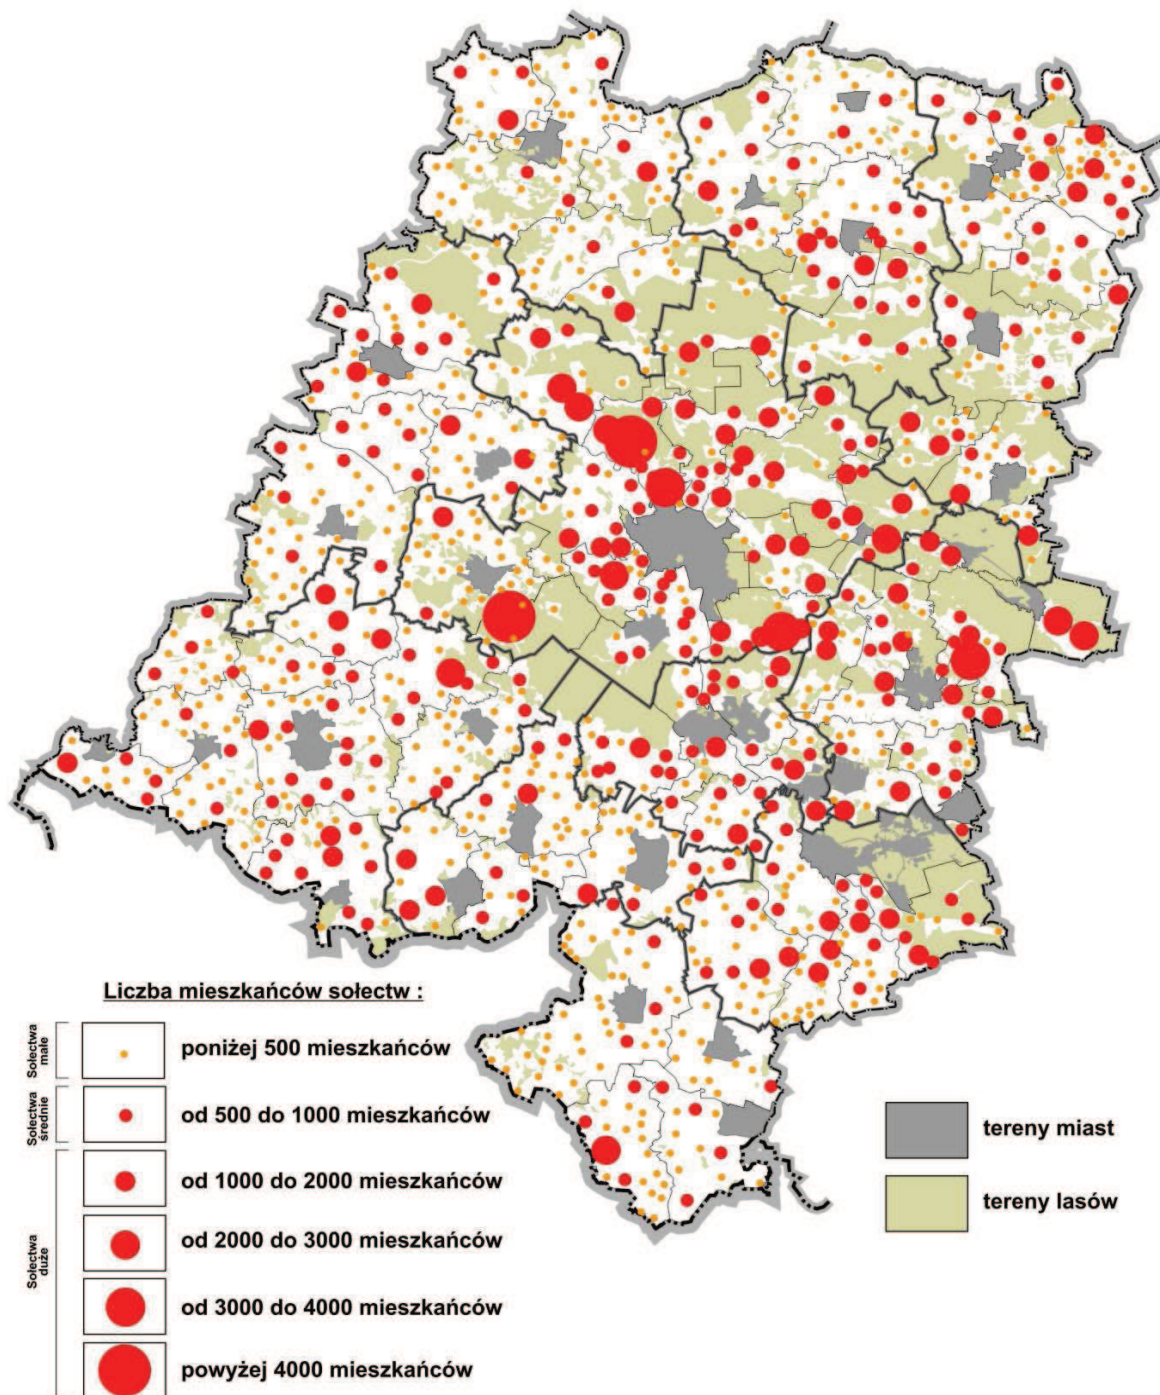 Liczba mieszkańców sołectw :
Sołectwa
małe
poniżej 500 mieszkańców
Sołectwa
średnie
od 500 do 1000 mieszkańców
Sołectwa
duże
od 1000 do 2000 mieszkańców
od 2000 do 3000 mieszkańców
od 3000 do 4000 mieszkańców
powyżej 4000 mieszkańców
tereny miast
tereny lasów